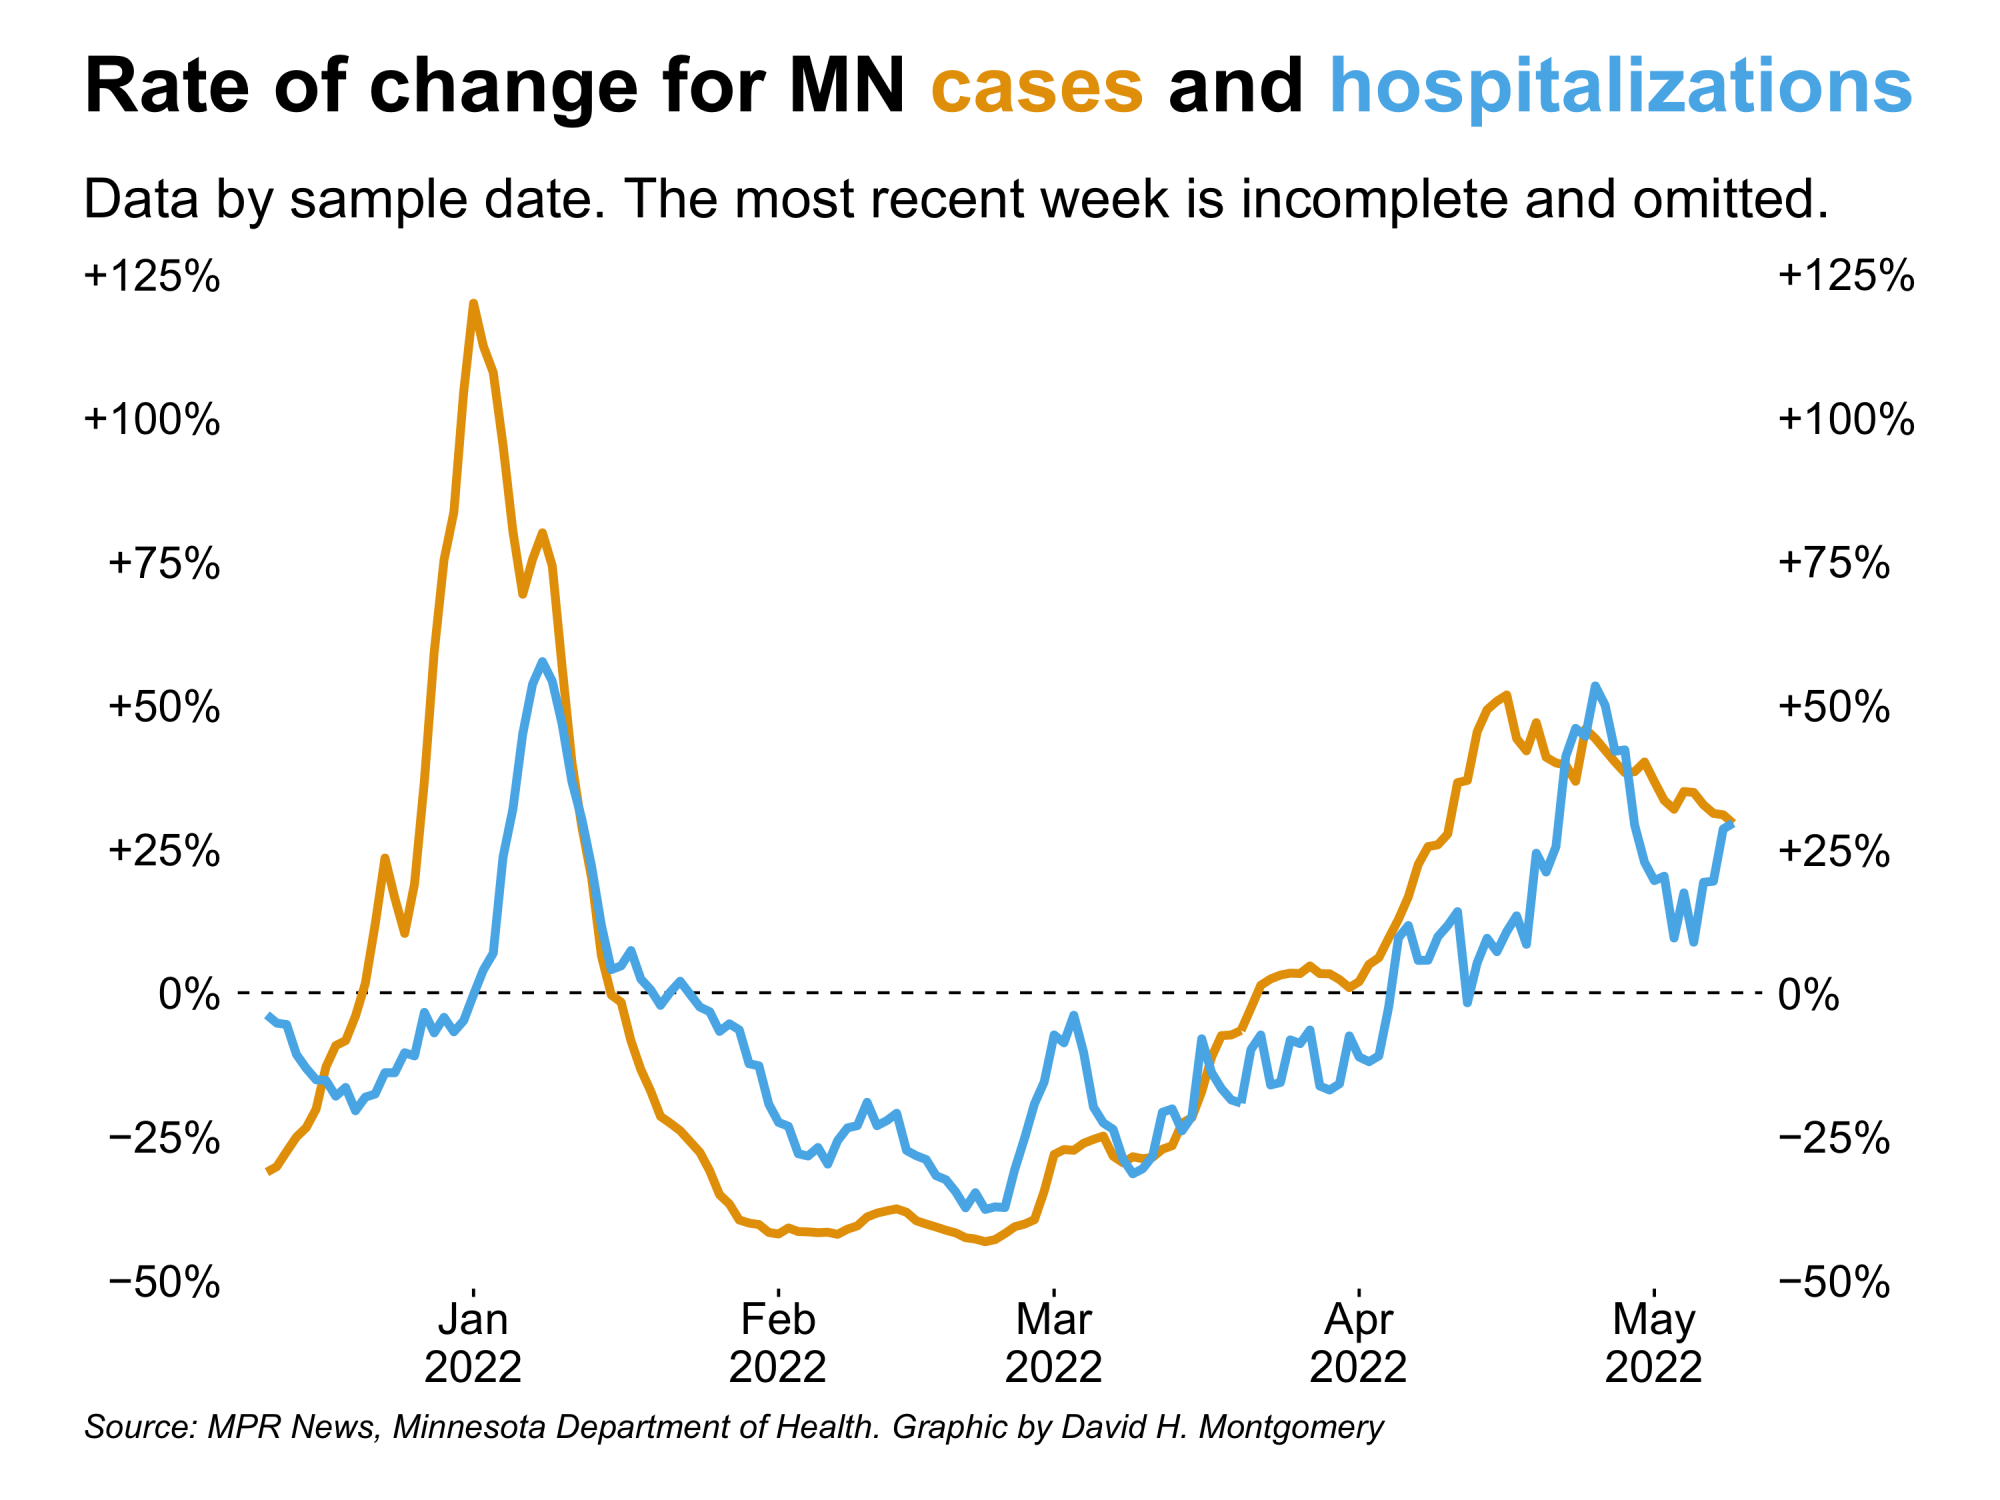 Rate of change for MN cases and hospitalizations
Data by sample date. The most recent week is incomplete and omitted.
+125% +125%
+100% +100%
+75% +75%
+50% +50%
+25% +25%
0% 0%
−25% −25%
−50% −50%
Jan Feb Mar Apr May
2022 2022 2022 2022 2022
Source: MPR News, Minnesota Department of Health. Graphic by David H. Montgomery